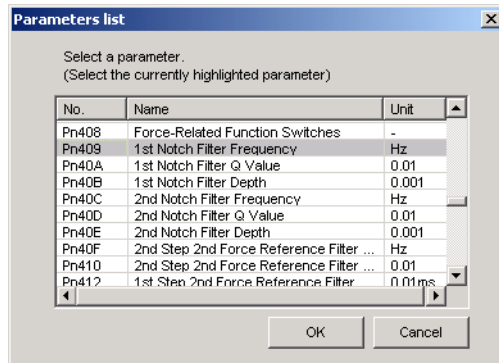 Parameters list
Select a parameter.
(Select the currently highlighted parameter)
No. Name Unit
Pn408 Force-Related Function Switches -
Pn409 1st Notch Filter Frequency Hz
Pn40A 1st Notch Filter Q Value 0.01
Pn40B 1st Notch Filter Depth 0.001
Pn40C 2nd Notch Filter Frequency Hz
Pn40D 2nd Notch Filter Q Value 0.01
Pn40E 2nd Notch Filter Depth 0.001
Pn40F 2nd Step 2nd Force Reference Filter ... Hz
Pn410 2nd Step 2nd Force Reference Filter ... 0.01
Pn412 1st Step 2nd Force Reference Filter 0.01ms
OK Cancel